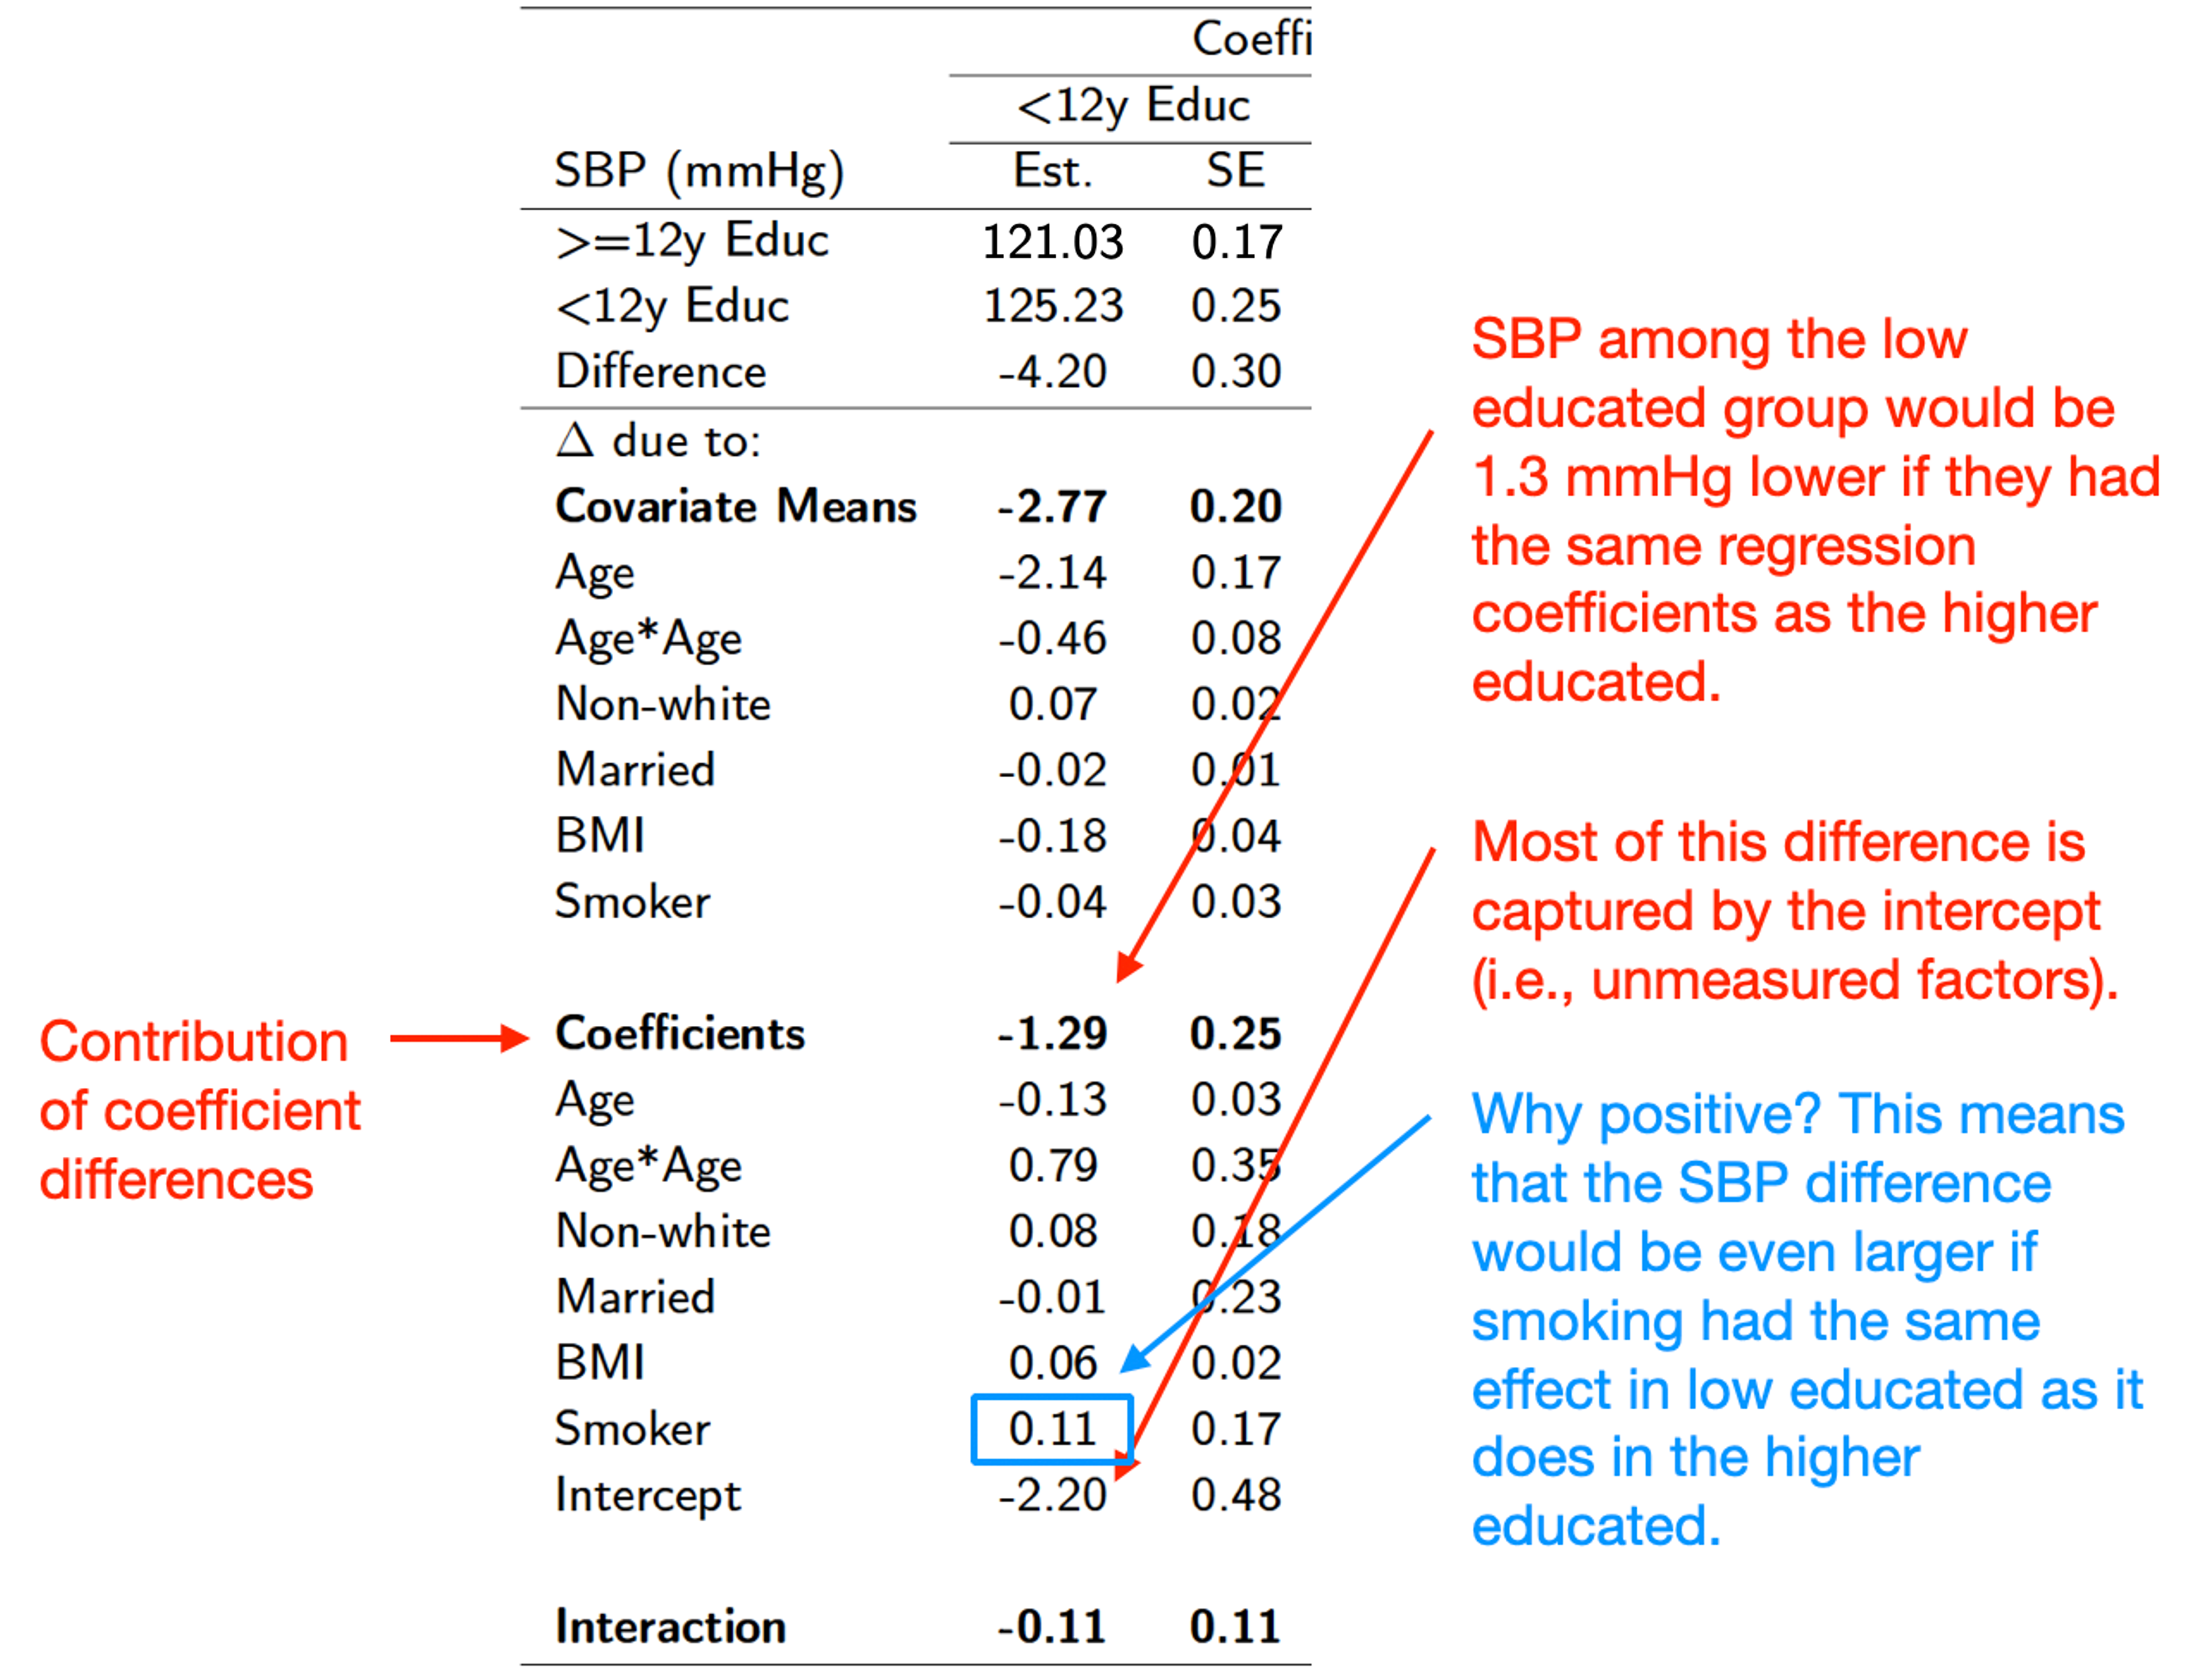 Coeffi
<12y Educ
SBP (mmHg) Est. SE
>=12y Educ 121.03 0.17
<12y Educ 125.23 0.25
Difference -4.20 0.30
Δ due to:
Covariate Means -2.77 0.20
Age -2.14 0.17
Age*Age -0.46 0.08
Non-white 0.07 0.02
Married -0.02 0.01
BMI -0.18 0.04
Smoker -0.04 0.03
Coefficients -1.29 0.25
Age -0.13 0.03
Age*Age 0.79 0.35
Non-white 0.08 0.18
Married -0.01 0.23
BMI 0.06 0.02
Smoker 0.11 0.17
Intercept -2.20 0.48
Interaction -0.11 0.11
Contribution
of coefficient
differences
SBP among the low
educated group would be
1.3 mmHg lower if they had
the same regression
coefficients as the higher
educated.
Most of this difference is
captured by the intercept
(i.e., unmeasured factors).
Why positive? This means
that the SBP difference
would be even larger if
smoking had the same
effect in low educated as it
does in the higher
educated.